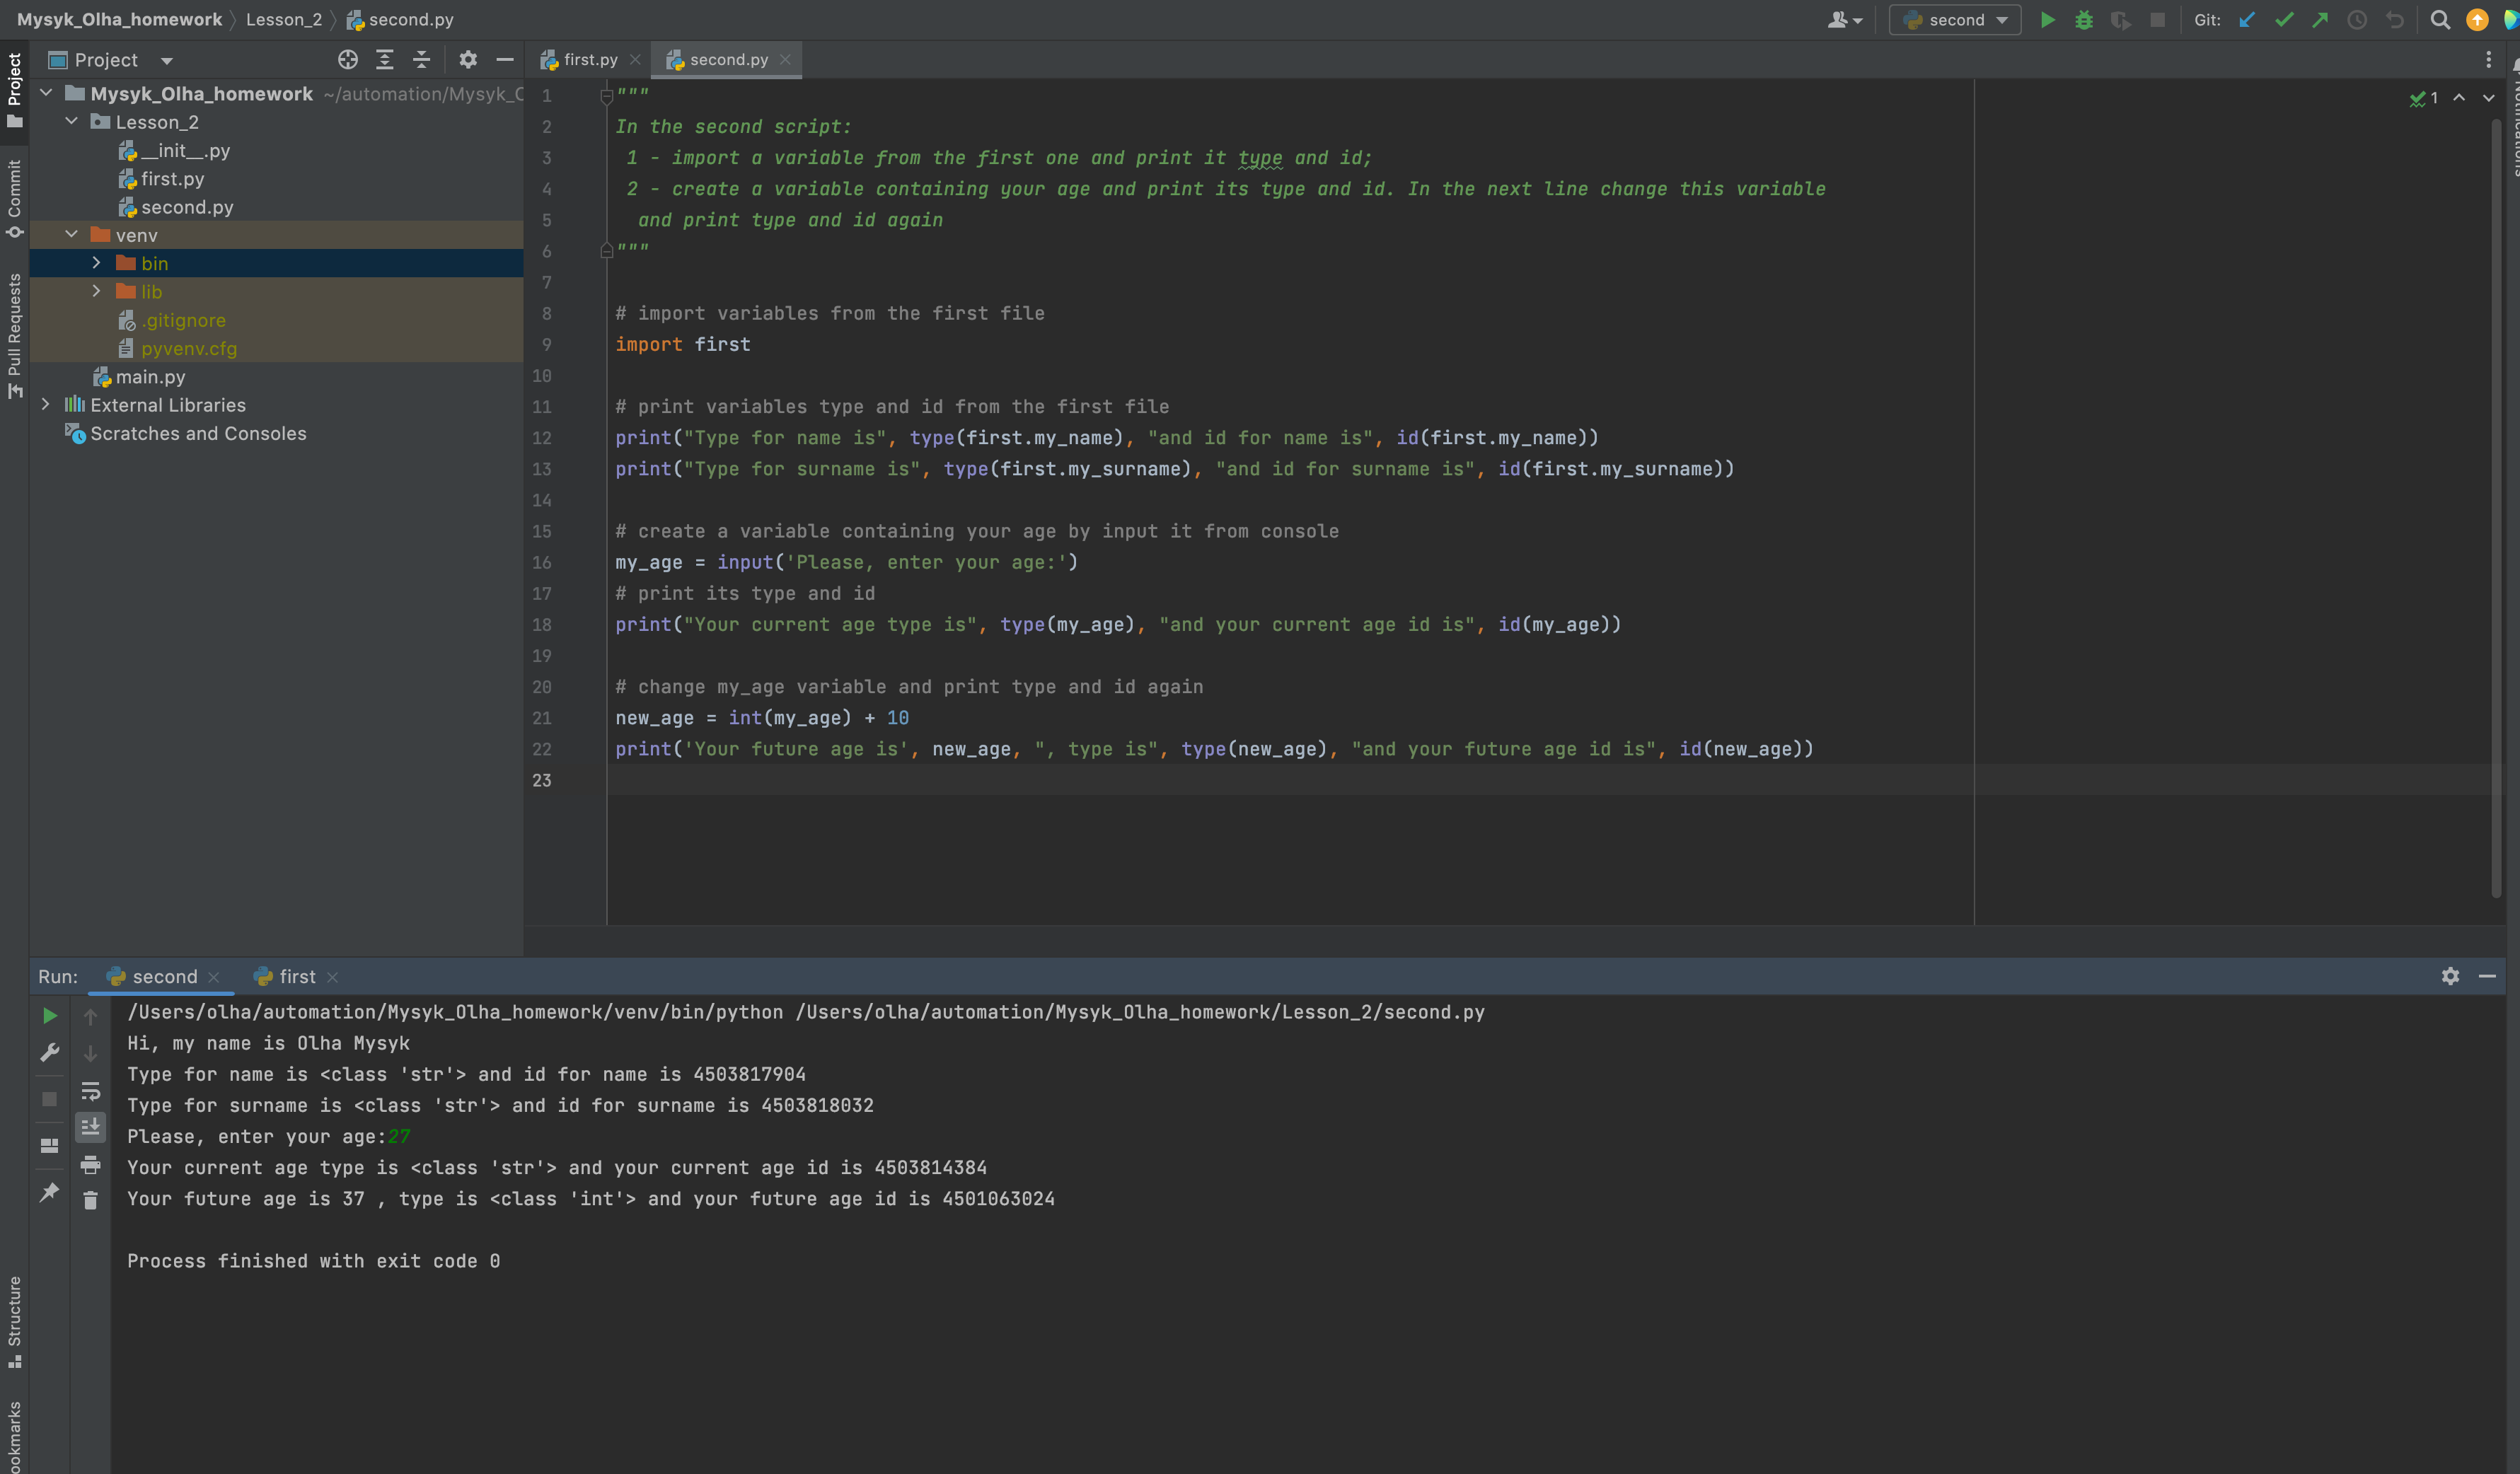 Mysyk_Olha_homework Lesson_2 second.py
second
Git:
Project
Commit
Pull Requests
Structure
Project
Mysyk_Olha_homework ~/automation/Mysyk_O
Lesson_2
__init__.py
first.py
second.py
venv
bin
lib
.gitignore
pyvenv.cfg
main.py
External Libraries
Scratches and Consoles
first.py second.py
1
1 """
2 In the second script:
3 1 - import a variable from the first one and print it type and id;
4 2 - create a variable containing your age and print its type and id. In the next line change this variable
5 and print type and id again
6 """
7
8 # import variables from the first file
9 import first
10
11 # print variables type and id from the first file
12 print("Type for name is", type(first.my_name), "and id for name is", id(first.my_name))
13 print("Type for surname is", type(first.my_surname), "and id for surname is", id(first.my_surname))
14
15 # create a variable containing your age by input it from console
16 my_age = input('Please, enter your age:')
17 # print its type and id
18 print("Your current age type is", type(my_age), "and your current age id is", id(my_age))
19
20 # change my_age variable and print type and id again
21 new_age = int(my_age) + 10
22 print('Your future age is', new_age, ", type is", type(new_age), "and your future age id is", id(new_age))
23
Run: second first
/Users/olha/automation/Mysyk_Olha_homework/venv/bin/python /Users/olha/automation/Mysyk_Olha_homework/Lesson_2/second.py
Hi, my name is Olha Mysyk
Type for name is <class 'str'> and id for name is 4503817904
Type for surname is <class 'str'> and id for surname is 4503818032
Please, enter your age:27
Your current age type is <class 'str'> and your current age id is 4503814384
Your future age is 37 , type is <class 'int'> and your future age id is 4501063024
Process finished with exit code 0